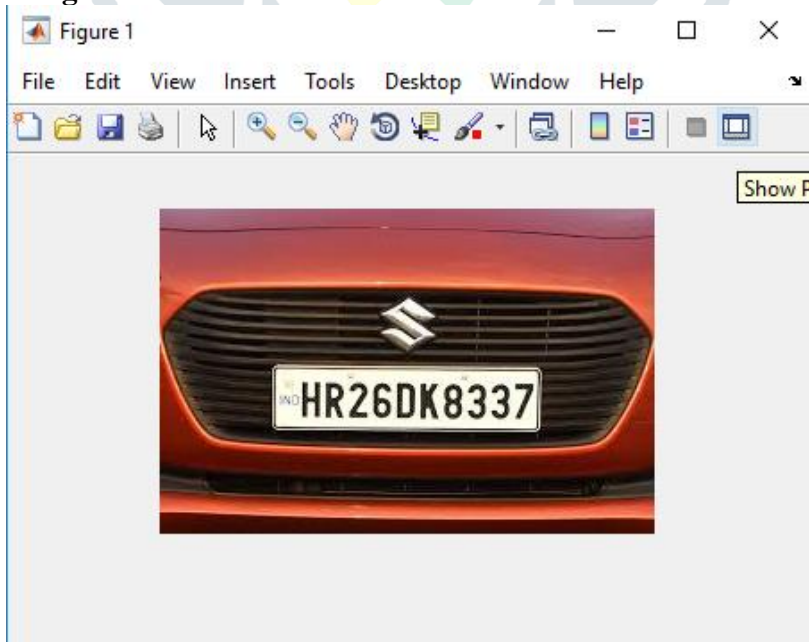 Figure 1
File Edit View Insert Tools Desktop Window Help
Show P
HR26DK8337
IND